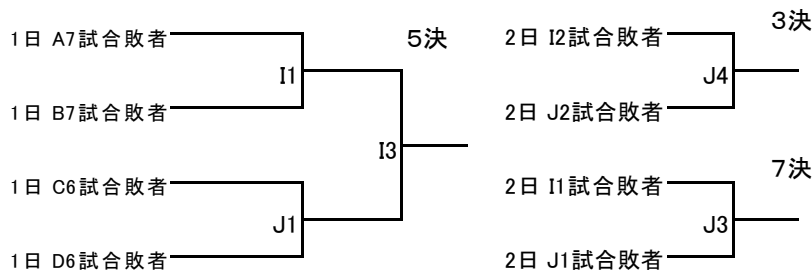 1日 A7試合敗者
I1
1日 B7試合敗者
5決
I3
1日 C6試合敗者
J1
1日 D6試合敗者
3決
2日 I2試合敗者
J4
2日 J2試合敗者
7決
2日 I1試合敗者
J3
2日 J1試合敗者